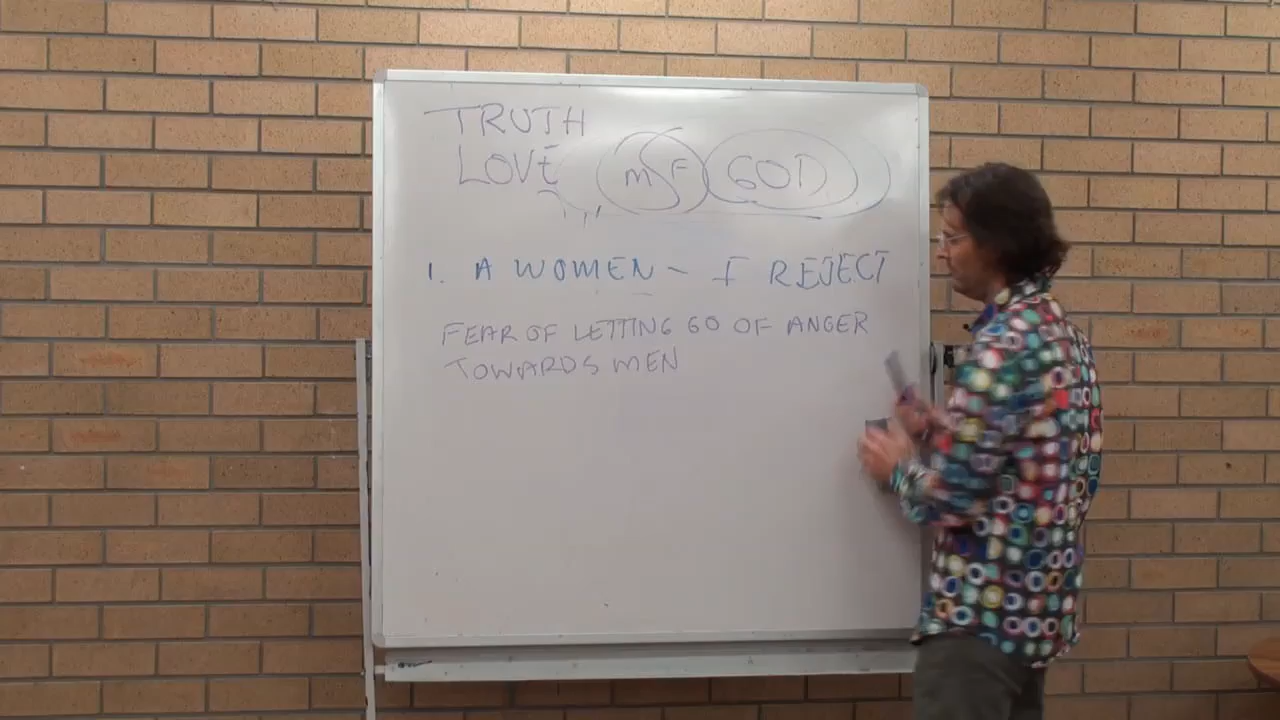 TRUTH
LOVE M F GOD
1. A WOMEN - I REJECT
FEAR OF LETTING GO OF ANGER
TOWARDS MEN